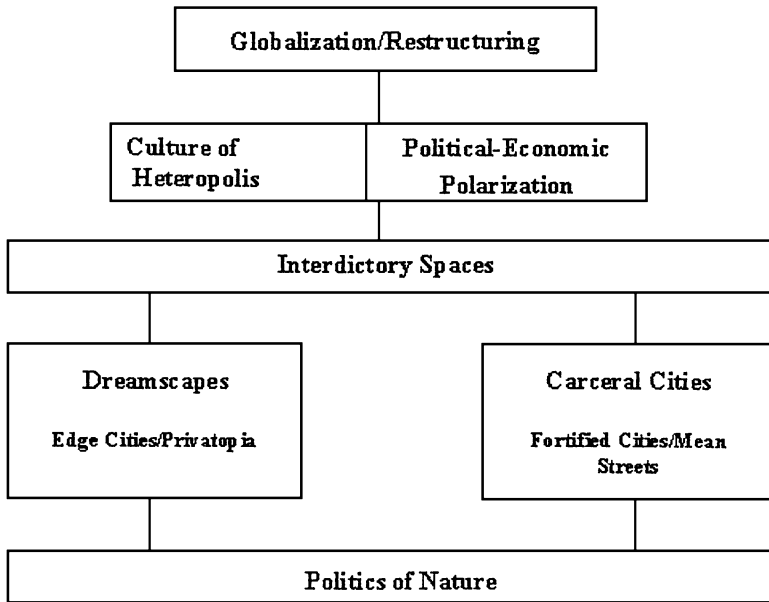 Globalization/Restructuring
Culture of
Heteropolis
Political-Economic
Polarization
Interdictory Spaces
Dreamscapes
Edge Cities/Privatopia
Carceral Cities
Fortified Cities/Mean
Streets
Politics of Nature